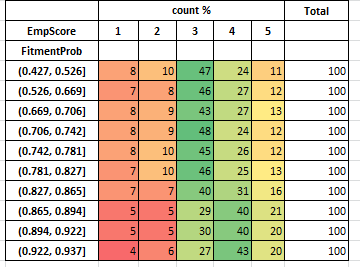 count % Total
EmpScore 1 2 3 4 5
FitmentProb
(0.427, 0.526] 8 10 47 24 11 100
(0.526, 0.669] 7 8 46 27 12 100
(0.669, 0.706] 8 9 43 27 13 100
(0.706, 0.742] 8 9 48 24 12 100
(0.742, 0.781] 8 10 45 26 12 100
(0.781, 0.827] 7 10 46 25 13 100
(0.827, 0.865] 7 7 40 31 16 100
(0.865, 0.894] 5 5 29 40 21 100
(0.894, 0.922] 5 5 30 40 20 100
(0.922, 0.937] 4 6 27 43 20 100